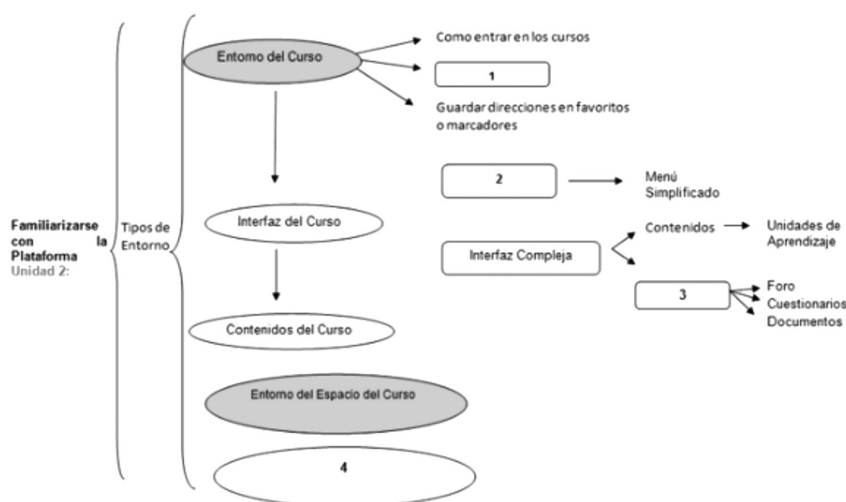 Entorno del Curso
Como entrar en los cursos
1
Guardar direcciones en favoritos
o marcadores
2
Menú
Simplificado
Familiarizarse
con la
Plataforma
Unidad 2:
Tipos de
Entorno
Interfaz del Curso
Contenidos
Unidades de
Aprendizaje
Interfaz Compleja
3
Foro
Cuestionarios
Documentos
Contenidos del Curso
Entorno del Espacio del Curso
4